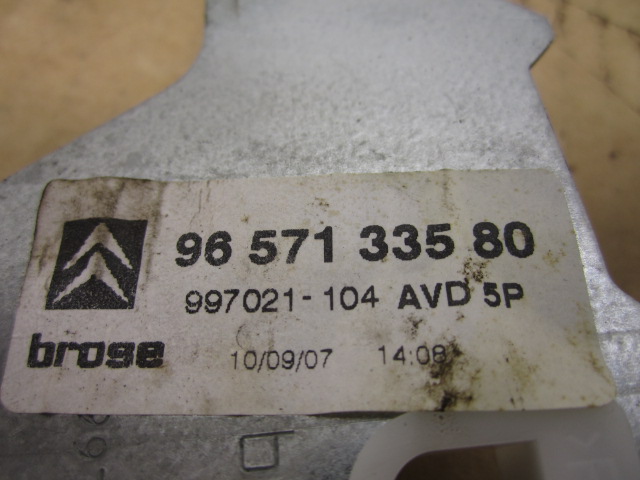 96 571 335 80
997021-104 AVD 5P
brose
10/09/07 14:08